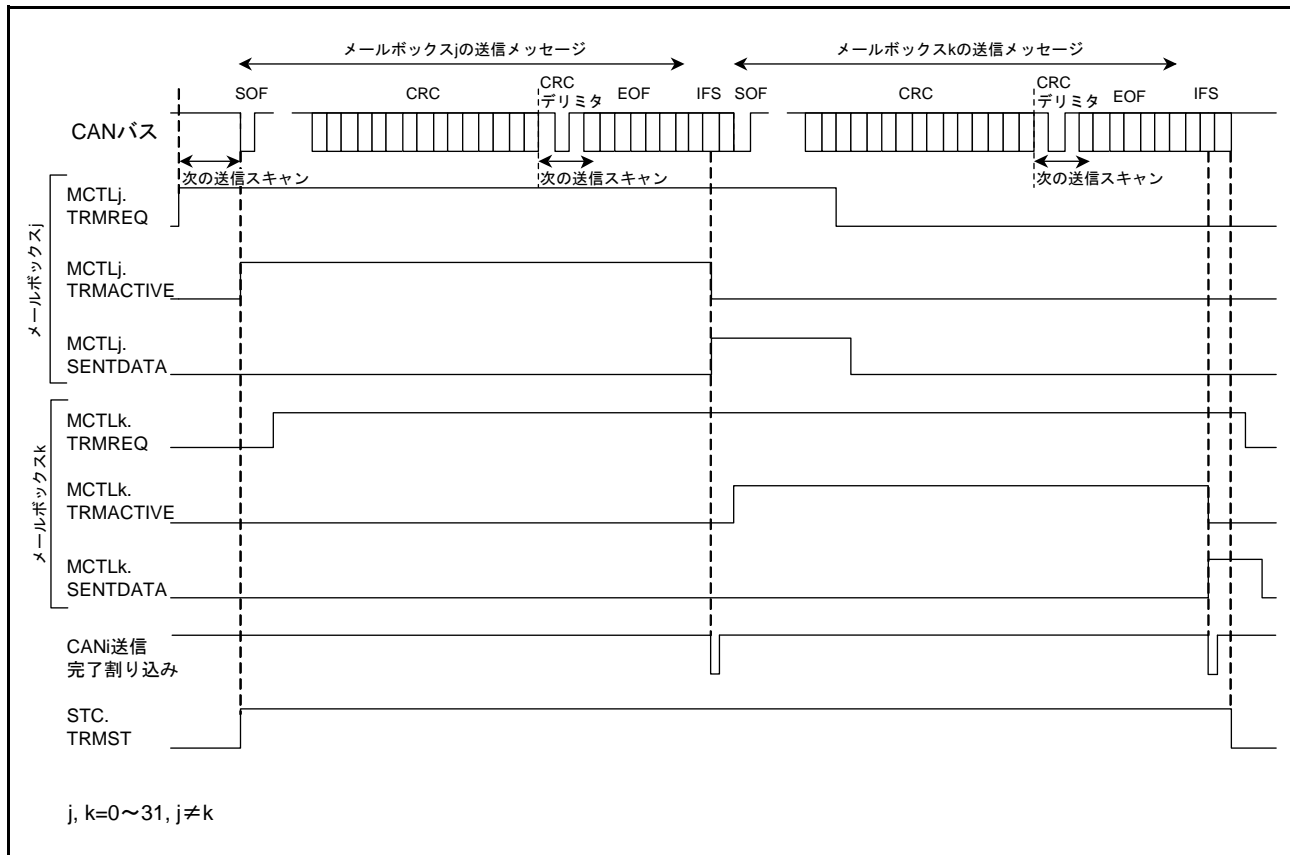 メールボックスjの送信メッセージ
メールボックスkの送信メッセージ
SOF
CRC
CRC
デリミタ
EOF
IFS
SOF
CRC
CRC
デリミタ
EOF
IFS
CANバス
次の送信スキャン
次の送信スキャン
次の送信スキャン
メールボックスj
MCTLj.
TRMREQ
MCTLj.
TRMACTIVE
MCTLj.
SENTDATA
メールボックスk
MCTLk.
TRMREQ
MCTLk.
TRMACTIVE
MCTLk.
SENTDATA
CANi送信
完了割り込み
STC.
TRMST
j, k=0～31, j≠k